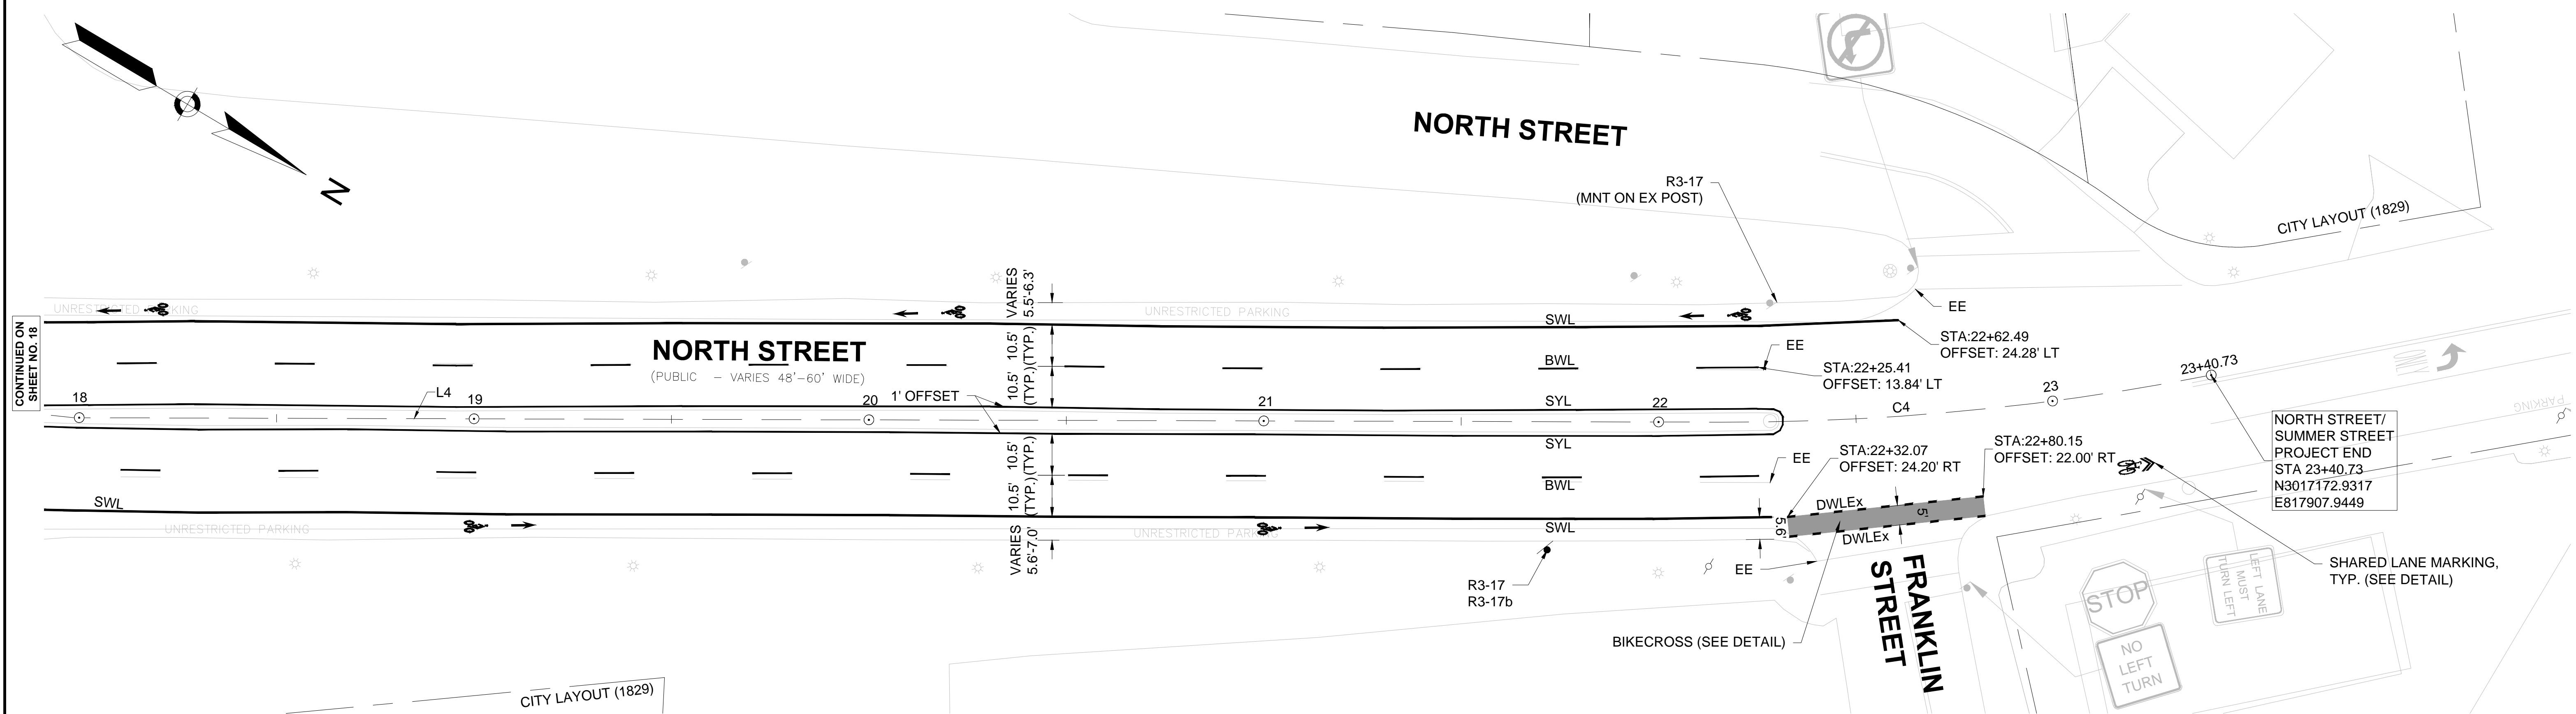 N
NORTH STREET
R3-17
(MNT ON EX POST)
CITY LAYOUT (1829)
CONTINUED ON
SHEET NO. 18
UNRESTRICTED PARKING
UNRESTRICTED PARKING
VARIES
5.5'-6.3'
10.5'
(TYP.)
10.5'
(TYP.)
SWL
EE
STA:22+62.49
OFFSET: 24.28' LT
NORTH STREET
(PUBLIC – VARIES 48'–60' WIDE)
BWL
EE
STA:22+25.41
OFFSET: 13.84' LT
23+40.73
L4
1' OFFSET
SYL
18
19
20
21
22
23
C4
SYL
10.5'
(TYP.)
10.5'
(TYP.)
VARIES
5.6'-7.0'
BWL
EE
STA:22+32.07
OFFSET: 24.20' RT
STA:22+80.15
OFFSET: 22.00' RT
PARKING
ONLY
NORTH STREET/
SUMMER STREET
PROJECT END
STA 23+40.73
N3017172.9317
E817907.9449
SWL
UNRESTRICTED PARKING
UNRESTRICTED PARKING
SWL
5.6'
DWLEx
5'
DWLEx
EE
R3-17
R3-17b
BIKECROSS (SEE DETAIL)
FRANKLIN
STREET
STOP
NO
LEFT
TURN
LEFT LANE
MUST
TURN LEFT
SHARED LANE MARKING,
TYP. (SEE DETAIL)
CITY LAYOUT (1829)